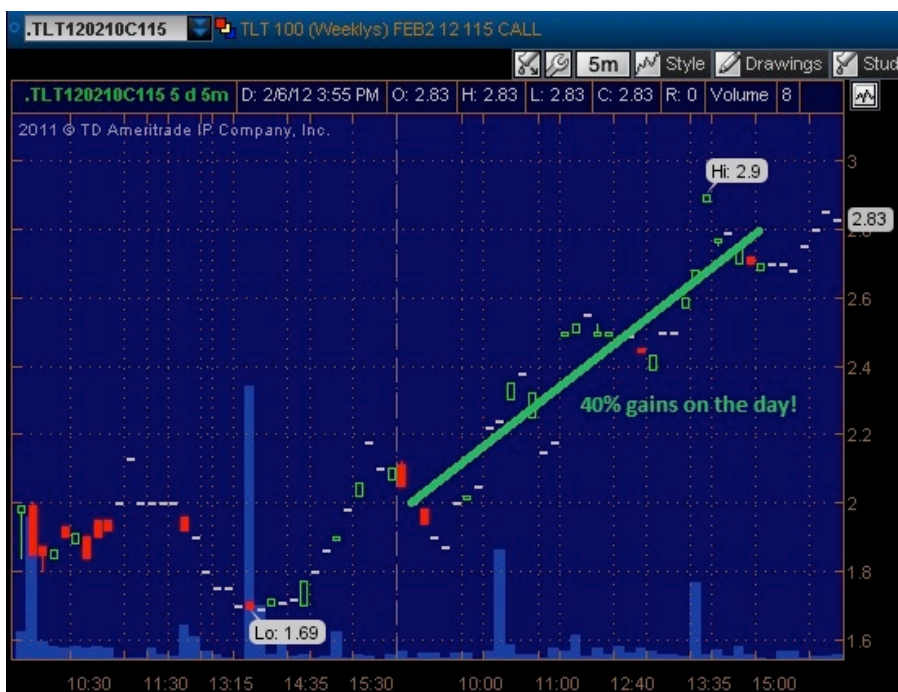 .TLT120210C115 TLT 100 (Weeklys) FEB2 12 115 CALL
5m Style Drawings Stud
.TLT120210C115 5 d 5m D: 2/6/12 3:55 PM O: 2.83 H: 2.83 L: 2.83 C: 2.83 R: 0 Volume 8
2011 © TD Ameritrade IP Company, Inc.
3
Hi: 2.9
2.83
2.6
2.4
40% gains on the day!
2.2
2
1.8
Lo: 1.69
1.6
10:30 11:30 13:15 14:35 15:30 10:00 11:00 12:40 13:35 15:00